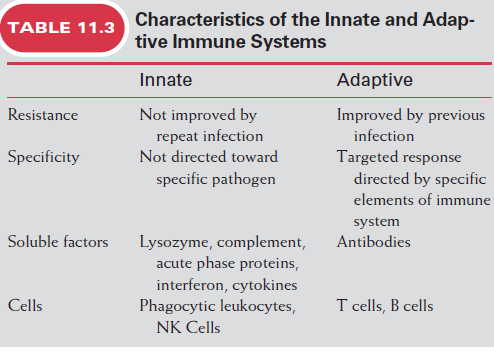 TABLE 11.3
Characteristics of the Innate and Adap-
tive Immune Systems
Innate Adaptive
Resistance Not improved by Improved by previous
repeat infection infection
Specificity Not directed toward Targeted response
specific pathogen directed by specific
elements of immune
system
Soluble factors Lysozyme, complement, Antibodies
acute phase proteins,
interferon, cytokines
Cells Phagocytic leukocytes, T cells, B cells
NK Cells